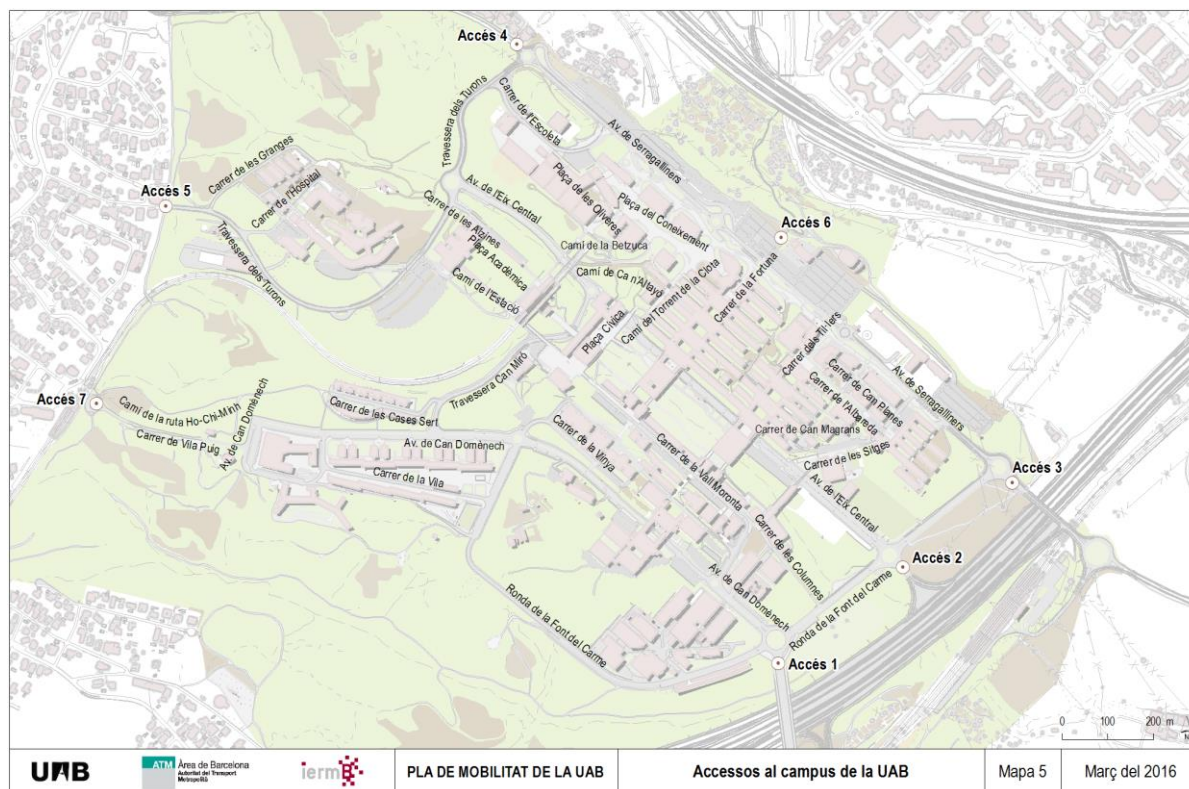 Accés 4
Travessera dels Turons
Carrer de l'Escoleta
Av. de Serragalliners
Carrer de les Granges
Accés 5
Carrer de l'Hospital
Av. de l'Eix Central
Plaça de les Oliveres
Plaça del Coneixement
Accés 6
Carrer de les Alzines
Plaça Acadèmica
Camí de l'Estació
Camí de la Betzuca
Camí de Ca n'Altayó
Camí del Torrent de la Clota
Carrer de la Fortuna
Travessera dels Turons
Plaça Cívica
Carrer dels Til·lers
Travessera Can Miró
Carrer de Can Planes
Carrer de l'Albareda
Av. de Serragalliners
Accés 7
Camí de la ruta Ho-Chi-Minh
Carrer de Vila Puig
Av. de Can Domènech
Carrer de les Cases Sert
Av. de Can Domènech
Carrer de la Vila
Carrer de la Vinya
Carrer de la Vall Moronta
Carrer de Can Magrans
Carrer de les Sitges
Accés 3
Av. de l'Eix Central
Carrer de les Columnes
Accés 2
Av. de Can Domènech
Ronda de la Font del Carme
Ronda de la Font del Carme
Accés 1
0 100 200 m
N
UAB
ATM Àrea de Barcelona
Autoritat del Transport
Metropolità
iermB
PLA DE MOBILITAT DE LA UAB
Accessos al campus de la UAB
Mapa 5
Març del 2016